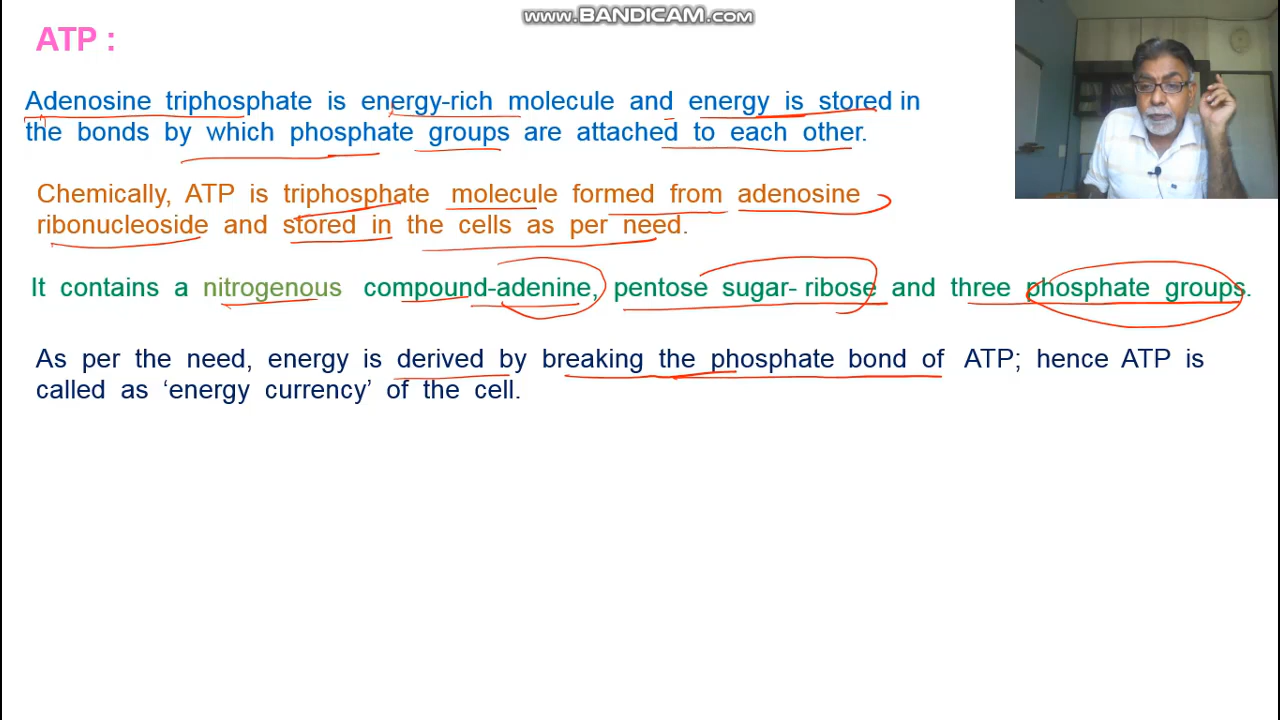 www.BANDICAM.com
ATP :
Adenosine triphosphate is energy-rich molecule and energy is stored in
the bonds by which phosphate groups are attached to each other.
Chemically, ATP is triphosphate molecule formed from adenosine
ribonucleoside and stored in the cells as per need.
It contains a nitrogenous compound-adenine, pentose sugar- ribose and three phosphate groups.
As per the need, energy is derived by breaking the phosphate bond of ATP; hence ATP is
called as ‘energy currency’ of the cell.